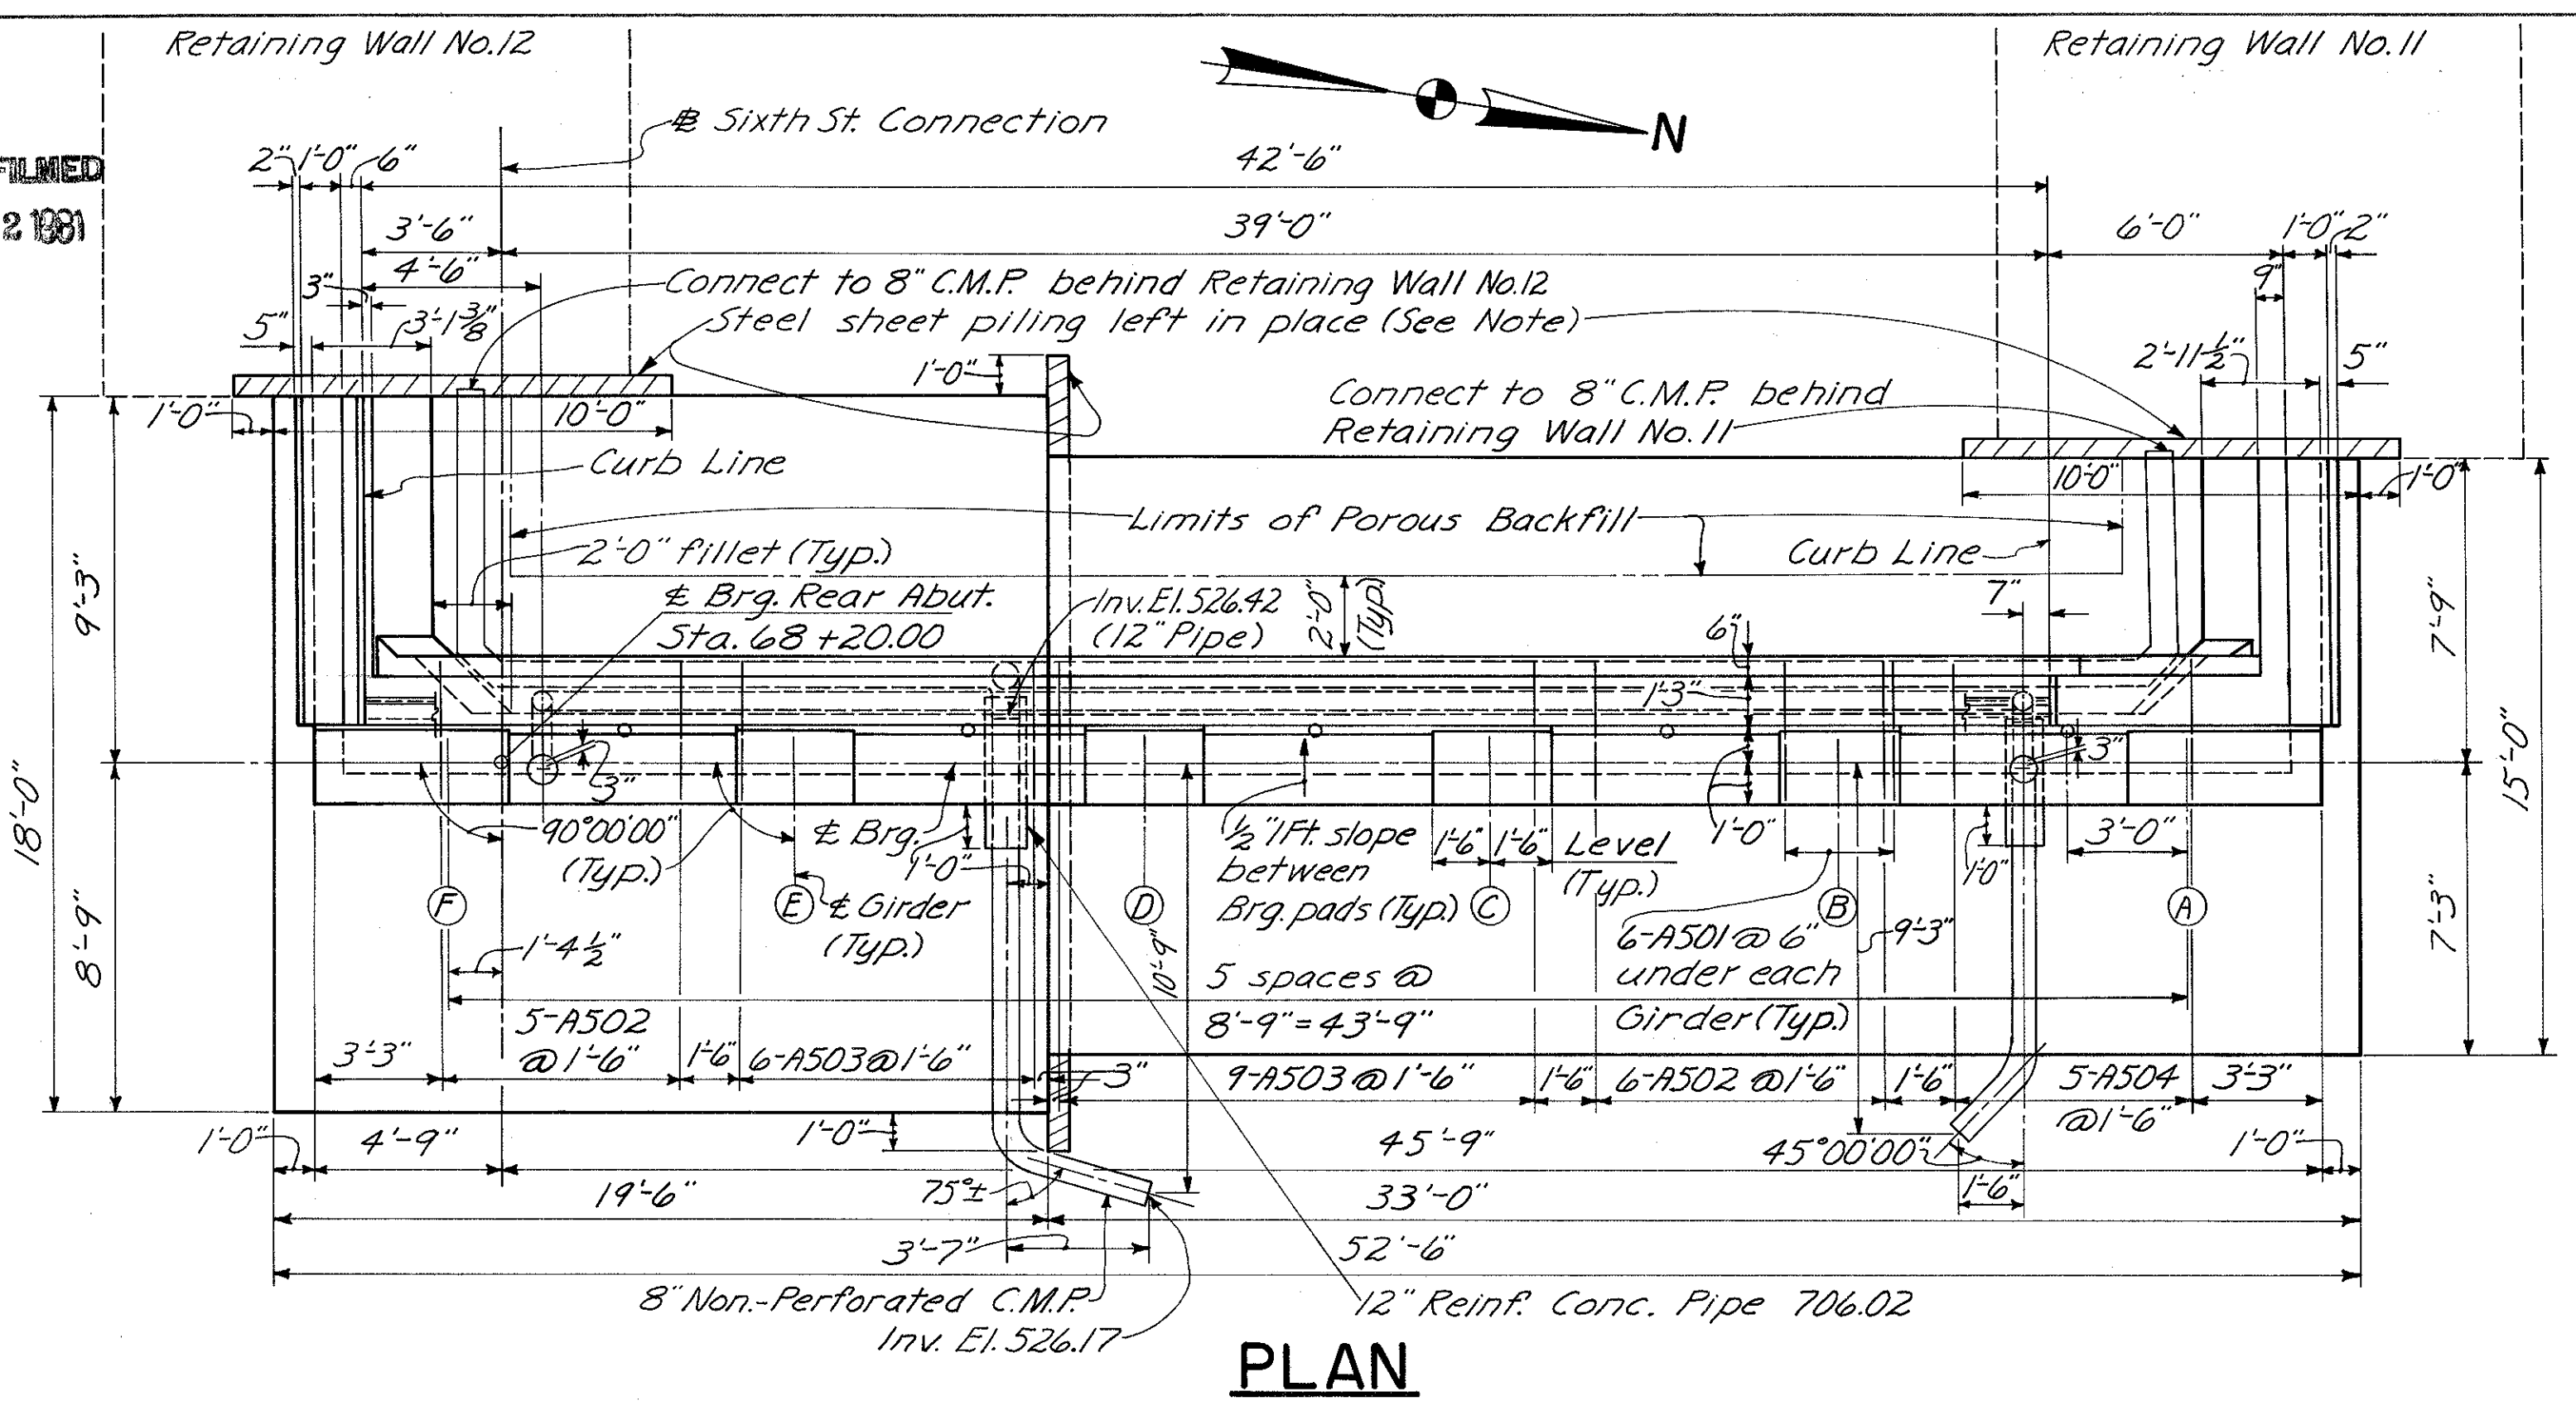 Retaining Wall No.12
Retaining Wall No.11
FILMED
2 1981
N
⅊ Sixth St. Connection
2" 1'-0" 6"
42'-6"
3'-6"
39'-0"
6'-0"
1'-0" 2"
4'-6"
3"
9"
Connect to 8" C.M.P. behind Retaining Wall No.12
Steel sheet piling left in place (See Note)
5"
3'-1 3/8"
2'-11 1/2"
5"
1'-0"
Connect to 8" C.M.P. behind
Retaining Wall No. 11
1'-0"
10'-0"
10'-0"
1'-0"
Curb Line
Limits of Porous Backfill
2'-0" fillet (Typ.)
Curb Line
9'-3"
℄ Brg. Rear Abut.
Sta. 68+20.00
Inv. El. 526.42
(12" Pipe)
2'-0"
(Typ.)
7"
7'-9"
6"
1'-3"
3"
3"
18'-0"
15'-0"
90°00'00"
(Typ.)
℄ Brg.
1'-0"
1/2"/Ft. slope
between
Brg. pads (Typ.)
1'-6" 1'-6"
Level
(Typ.)
1'-0"
1'-0"
3'-0"
F
E
D
C
B
A
℄ Girder
(Typ.)
8'-9"
7'-3"
1'-4 1/2"
10'-9"
6-A501 @ 6"
under each
Girder (Typ.)
9'-3"
5 spaces @
8'-9" = 43'-9"
5-A502
@ 1'-6"
3'-3"
1'-6"
6-A503 @ 1'-6"
3"
9-A503 @ 1'-6"
1'-6"
6-A502 @ 1'-6"
1'-6"
5-A504
@ 1'-6"
3'-3"
1'-0"
4'-9"
1'-0"
45'-9"
45°00'00"
1'-0"
19'-6"
75°±
33'-0"
1'-6"
3'-7"
52'-6"
8" Non.-Perforated C.M.P.
Inv. El. 526.17
12" Reinf. Conc. Pipe 706.02
PLAN